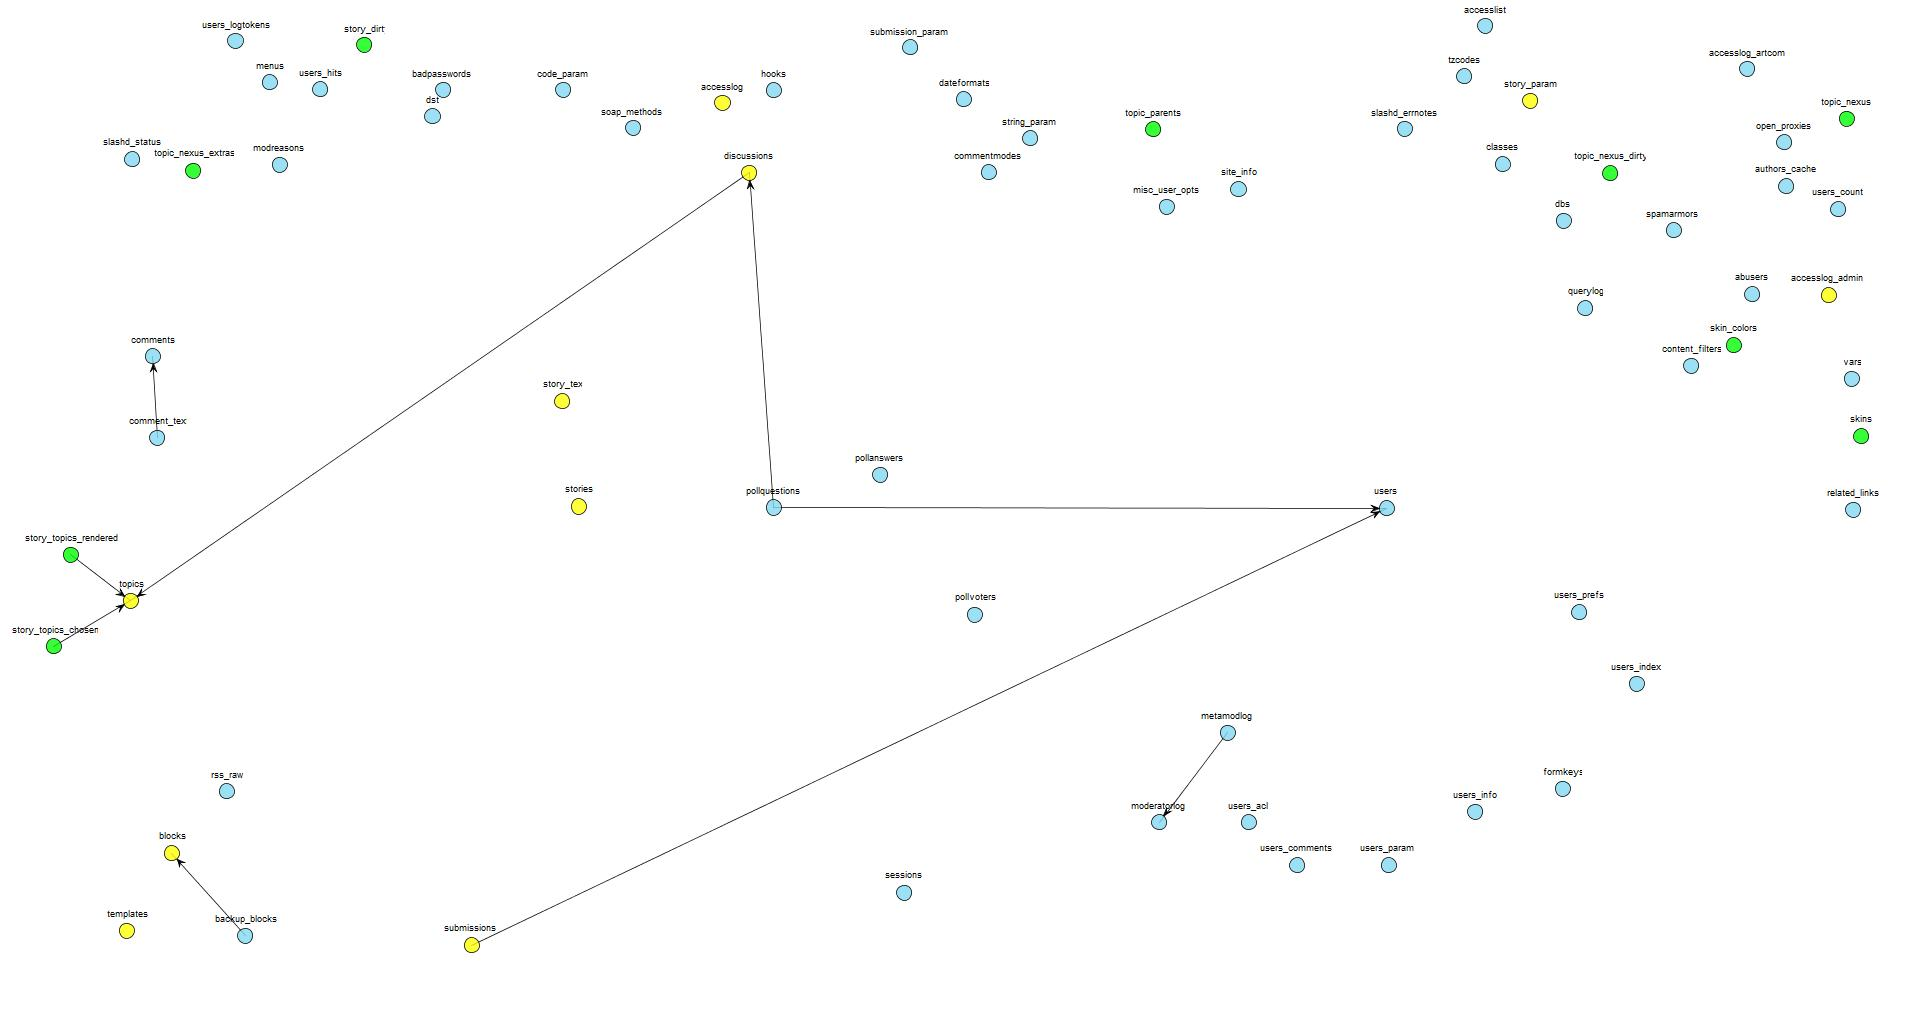 accesslist
users_logtokens
story_dirt
submission_param
accesslog_artcom
tzcodes
menus
users_hits
badpasswords
code_param
hooks
dateformats
story_param
accesslog
dst
topic_nexus
soap_methods
topic_parents
slashd_errnotes
string_param
open_proxies
slashd_status
topic_nexus_extras
modreasons
discussions
commentmodes
classes
topic_nexus_dirty
site_info
authors_cache
misc_user_opts
users_count
dbs
spamarmors
abusers
accesslog_admin
querylog
skin_colors
comments
content_filters
vars
story_tex
comment_tex
skins
pollanswers
stories
pollquestions
users
related_links
story_topics_rendered
topics
pollvoters
users_prefs
story_topics_chosen
users_index
metamodlog
rss_raw
formkeys
users_info
moderatorlog
users_acl
blocks
users_comments
users_param
sessions
templates
backup_blocks
submissions